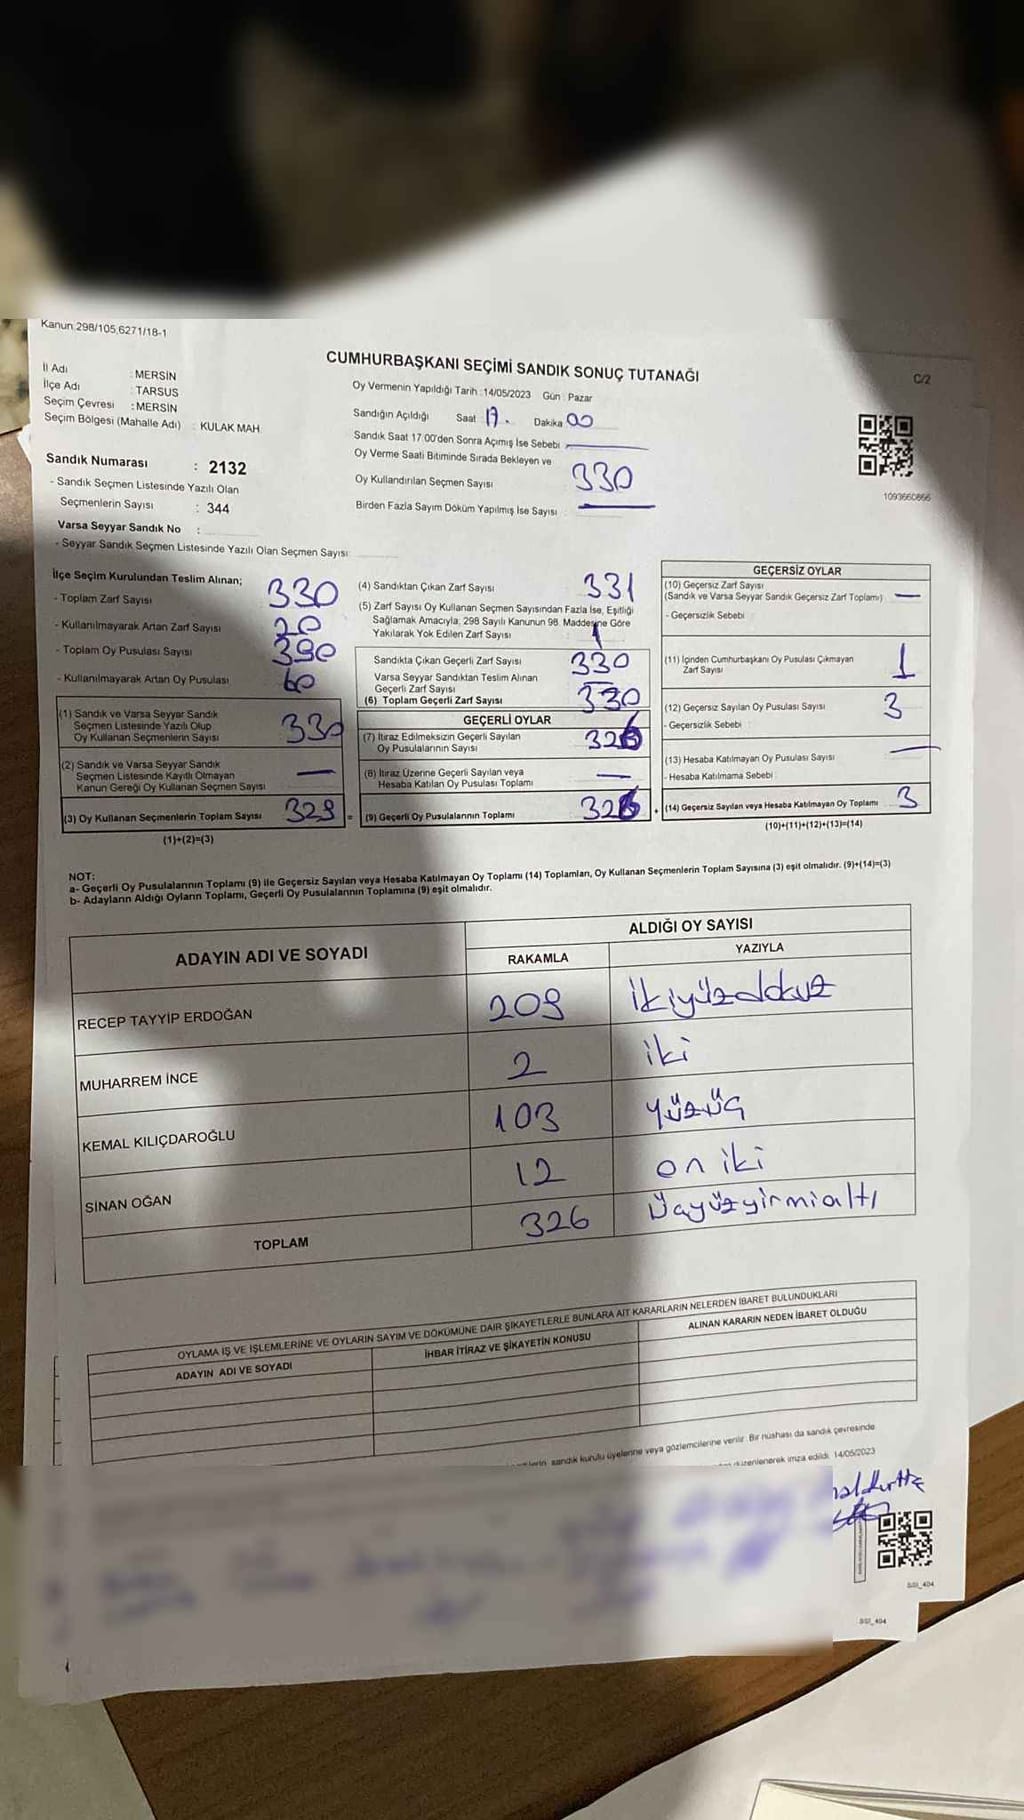 Kanun 298/105,6271/18-1
CUMHURBAŞKANI SEÇİMİ SANDIK SONUÇ TUTANAĞI
C/2
İl Adı : MERSİN
İlçe Adı : TARSUS
Seçim Çevresi : MERSİN
Seçim Bölgesi (Mahalle Adı) : KULAK MAH.
Sandık Numarası : 2132
- Sandık Seçmen Listesinde Yazılı Olan
Seçmenlerin Sayısı : 344
Varsa Seyyar Sandık No :
- Seyyar Sandık Seçmen Listesinde Yazılı Olan Seçmen Sayısı
Oy Vermenin Yapıldığı Tarih :14/05/2023 Gün : Pazar
Sandığın Açıldığı Saat 17. Dakika 00
Sandık Saat 17:00'den Sonra Açımış İse Sebebi
Oy Verme Saati Bitiminde Sırada Bekleyen ve
Oy Kullandırılan Seçmen Sayısı 330
Birden Fazla Sayım Döküm Yapılmış İse Sayısı :
1093660866
İlçe Seçim Kurulundan Teslim Alınan;
- Toplam Zarf Sayısı 330
- Kullanılmayarak Artan Zarf Sayısı 20
- Toplam Oy Pusulası Sayısı 390
- Kullanılmayarak Artan Oy Pusulası 60
(1) Sandık ve Varsa Seyyar Sandık
Seçmen Listesinde Yazılı Olup
Oy Kullanan Seçmenlerin Sayısı 330
(2) Sandık ve Varsa Seyyar Sandık
Seçmen Listesinde Kayıtlı Olmayan
Kanun Gereği Oy Kullanan Seçmen Sayısı —
(3) Oy Kullanan Seçmenlerin Toplam Sayısı 329 =
(1)+(2)=(3)
(4) Sandıktan Çıkan Zarf Sayısı 331
(5) Zarf Sayısı Oy Kullanan Seçmen Sayısından Fazla İse, Eşitliği
Sağlamak Amacıyla, 298 Sayılı Kanunun 98. Maddesine Göre
Yakılarak Yok Edilen Zarf Sayısı : 1
Sandıkta Çıkan Geçerli Zarf Sayısı 330
Varsa Seyyar Sandıktan Teslim Alınan
Geçerli Zarf Sayısı —
(6) Toplam Geçerli Zarf Sayısı 330
GEÇERLİ OYLAR
(7) İtiraz Edilmeksizin Geçerli Sayılan
Oy Pusulalarının Sayısı 326
(8) İtiraz Üzerine Geçerli Sayılan veya
Hesaba Katılan Oy Pusulası Toplamı —
(9) Geçerli Oy Pusulalarının Toplamı 326 +
GEÇERSİZ OYLAR
(10) Geçersiz Zarf Sayısı
(Sandık ve Varsa Seyyar Sandık Geçersiz Zarf Toplamı) —
- Geçersizlik Sebebi
(11) İçinden Cumhurbaşkanı Oy Pusulası Çıkmayan
Zarf Sayısı 1
(12) Geçersiz Sayılan Oy Pusulası Sayısı 3
- Geçersizlik Sebebi
(13) Hesaba Katılmayan Oy Pusulası Sayısı —
- Hesaba Katılmama Sebebi
(14) Geçersiz Sayılan veya Hesaba Katılmayan Oy Toplamı 3
(10)+(11)+(12)+(13)=(14)
NOT:
a- Geçerli Oy Pusulalarının Toplamı (9) ile Geçersiz Sayılan veya Hesaba Katılmayan Oy Toplamı (14) Toplamları, Oy Kullanan Seçmenlerin Toplam Sayısına (3) eşit olmalıdır. (9)+(14)=(3)
b- Adayların Aldığı Oyların Toplamı, Geçerli Oy Pusulalarının Toplamına (9) eşit olmalıdır.
ADAYIN ADI VE SOYADI
ALDIĞI OY SAYISI
RAKAMLA YAZIYLA
RECEP TAYYİP ERDOĞAN 209 ikiyüzdokuz
MUHARREM İNCE 2 iki
KEMAL KILIÇDAROĞLU 103 yüzüç
SİNAN OĞAN 12 on iki
TOPLAM 326 üçyüzyirmialtı
OYLAMA İŞ VE İŞLEMLERİNE VE OYLARIN SAYIM VE DÖKÜMÜNE DAİR ŞİKAYETLERLE BUNLARA AİT KARARLARIN NELERDEN İBARET BULUNDUKLARI
ADAYIN ADI VE SOYADI
İHBAR İTİRAZ VE ŞİKAYETİN KONUSU
ALINAN KARARIN NEDEN İBARET OLDUĞU
sandık kurulu üyelerine veya gözlemcilerine verilir. Bir nüshası da sandık çevresinde
düzenlenerek imza edildi. 14/05/2023
SSI_404
SSI_404